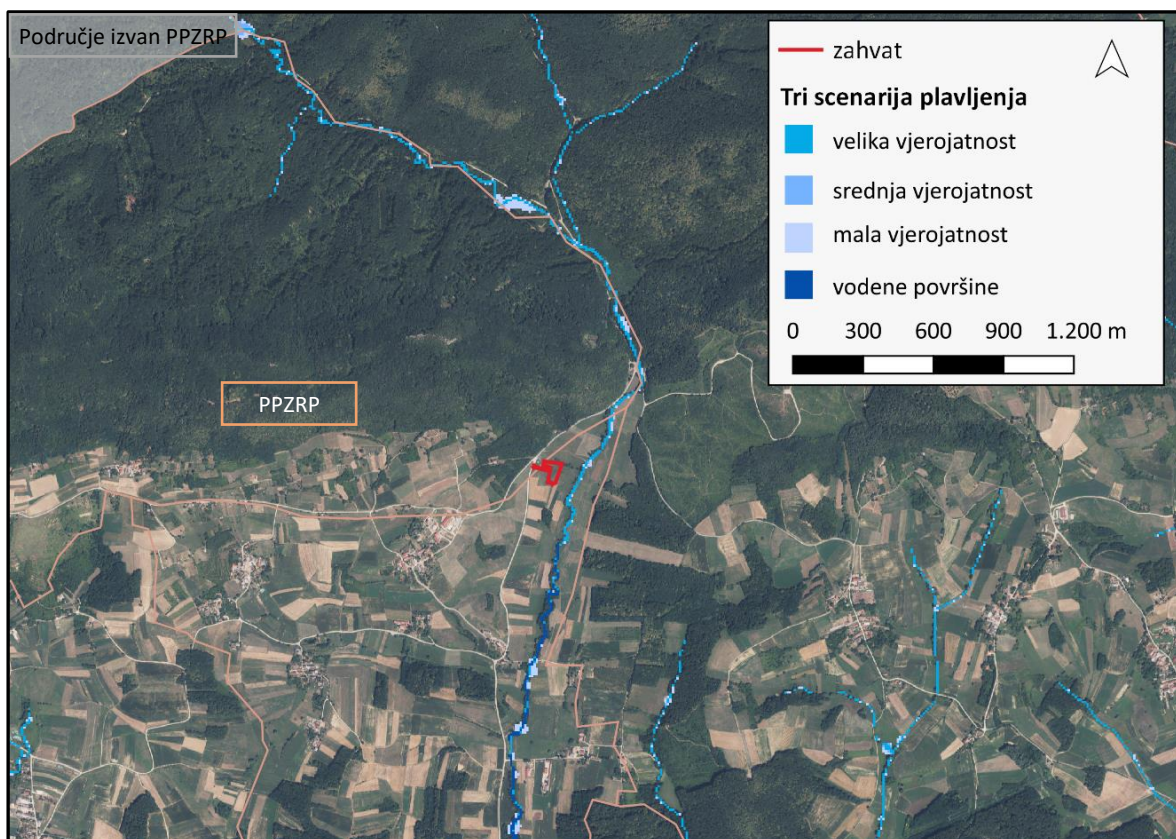 Područje izvan PPZRP
zahvat
Tri scenarija plavljenja
velika vjerojatnost
srednja vjerojatnost
mala vjerojatnost
vodene površine
0 300 600 900 1.200 m
PPZRP